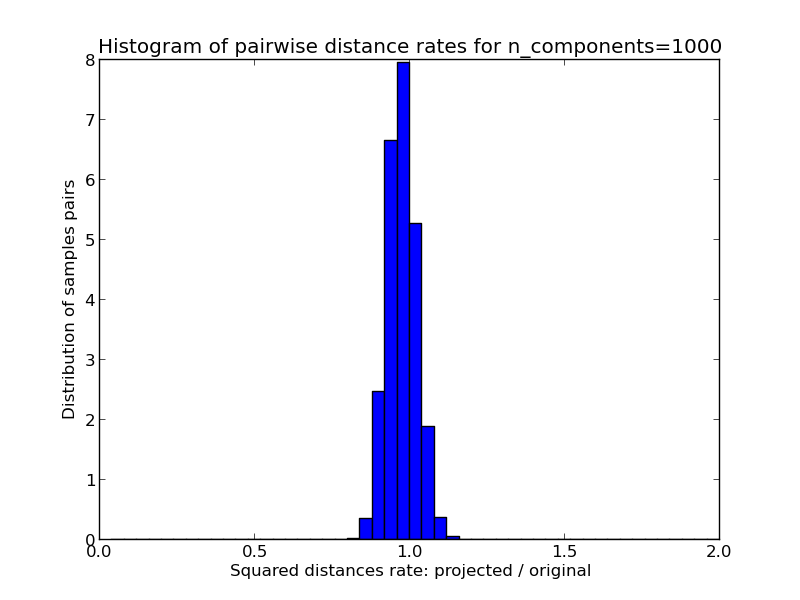 Histogram of pairwise distance rates for n_components=1000
8
7
6
5
4
3
2
1
0
Distribution of samples pairs
0.0 0.5 1.0 1.5 2.0
Squared distances rate: projected / original